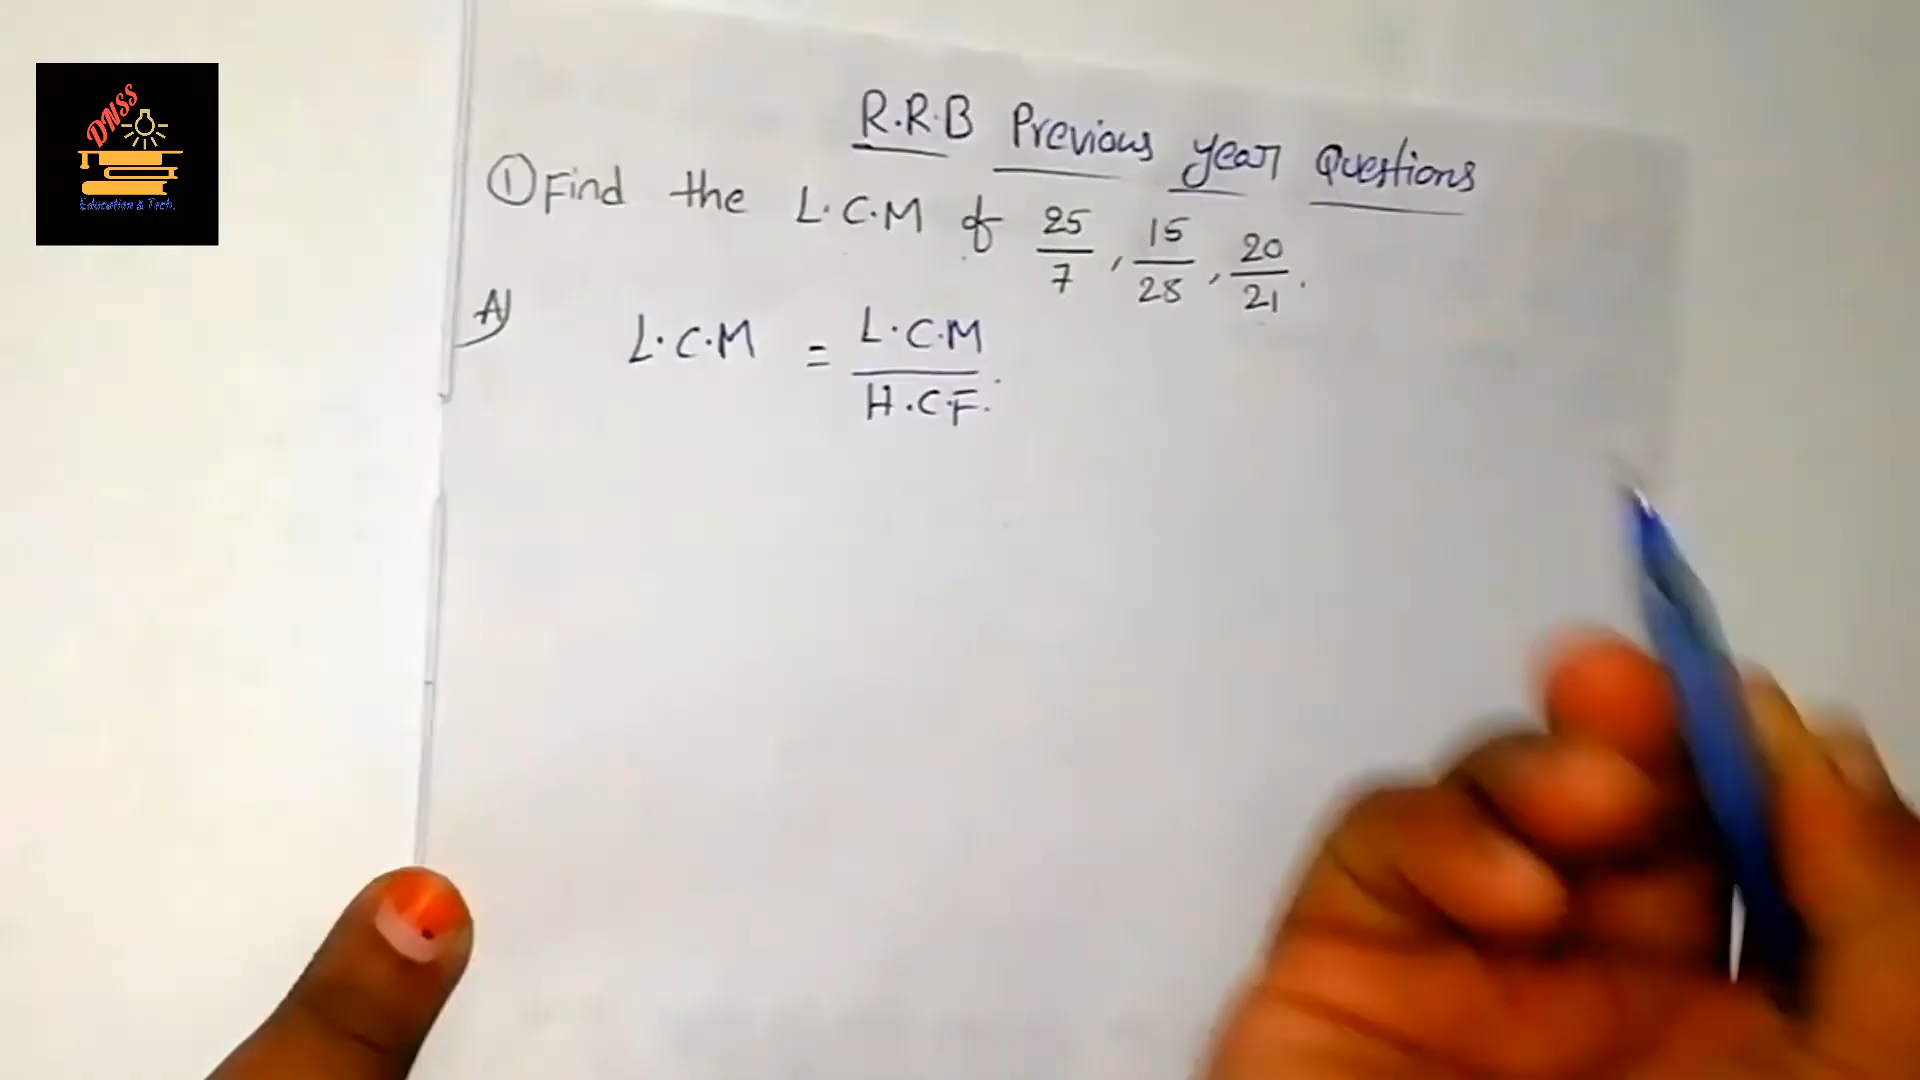 DNSS
Education & Tech.
R.R.B Previous year Questions
① Find the L.C.M of 25/7, 15/28, 20/21.
A) L.C.M = L.C.M/H.C.F.